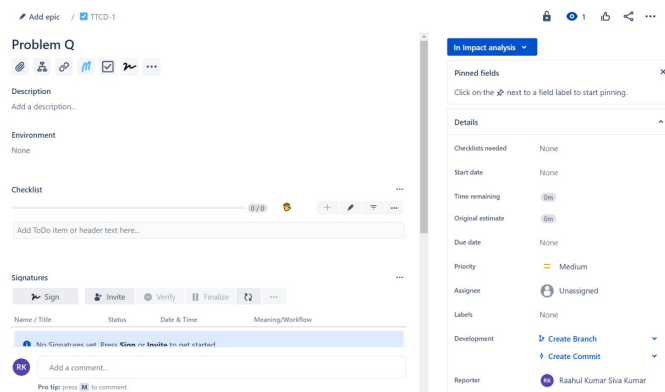 Add epic / TTCD-1
1
Problem Q
Description
Add a description...
Environment
None
Checklist
0 / 0
Add ToDo item or header text here...
Signatures
Sign Invite Verify Finalize
Name / Title Status Date & Time Meaning/Workflow
No Signatures yet. Press Sign or Invite to get started
RK Add a comment...
Pro tip: press M to comment
In Impact analysis
Pinned fields
Click on the next to a field label to start pinning.
Details
Checklists needed None
Start date None
Time remaining 0m
Original estimate 0m
Due date None
Priority Medium
Assignee Unassigned
Labels None
Development Create Branch
Create Commit
Reporter RK Raahul Kumar Siva Kumar